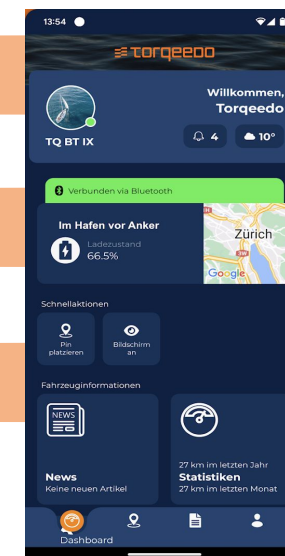 13:54
TORQEEDO
Willkommen,
Torqeedo
TQ BT IX
4
10°
Verbunden via Bluetooth
Im Hafen vor Anker
Ladezustand
66.5%
Zürich
Google
Schnellaktionen
Pin
platzieren
Bildschirm
an
Fahrzeuginformationen
NEWS
News
Keine neuen Artikel
27 km im letzten Jahr
Statistiken
27 km im letzten Monat
Dashboard